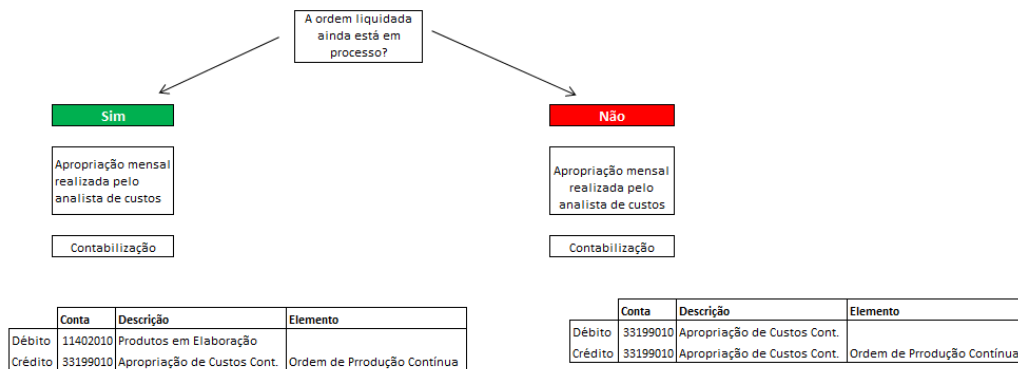 A ordem liquidada
ainda está em
processo?
Sim
Não
Apropriação mensal
realizada pelo
analista de custos
Apropriação mensal
realizada pelo
analista de custos
Contabilização
Contabilização
Conta Descrição Elemento
Débito 11402010 Produtos em Elaboração
Crédito 33199010 Apropriação de Custos Cont. Ordem de Prrodução Contínua
Conta Descrição Elemento
Débito 33199010 Apropriação de Custos Cont.
Crédito 33199010 Apropriação de Custos Cont. Ordem de Prrodução Contínua